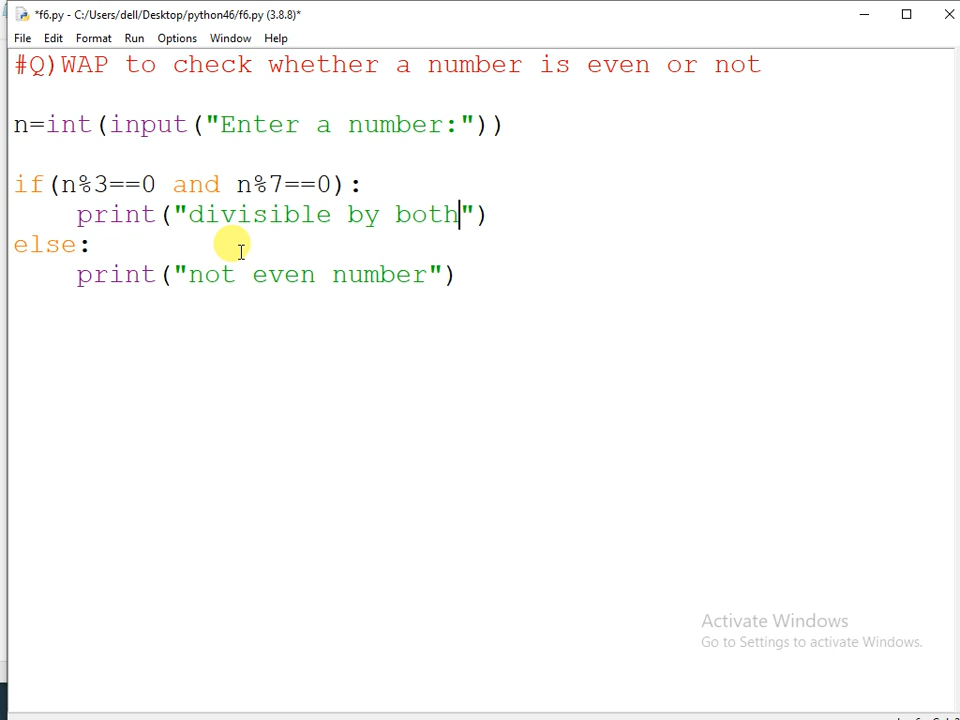 *f6.py - C:/Users/dell/Desktop/python46/f6.py (3.8.8)*
File Edit Format Run Options Window Help
#Q)WAP to check whether a number is even or not
n=int(input("Enter a number:"))
if(n%3==0 and n%7==0):
    print("divisible by both")
else:
    print("not even number")
Activate Windows
Go to Settings to activate Windows.